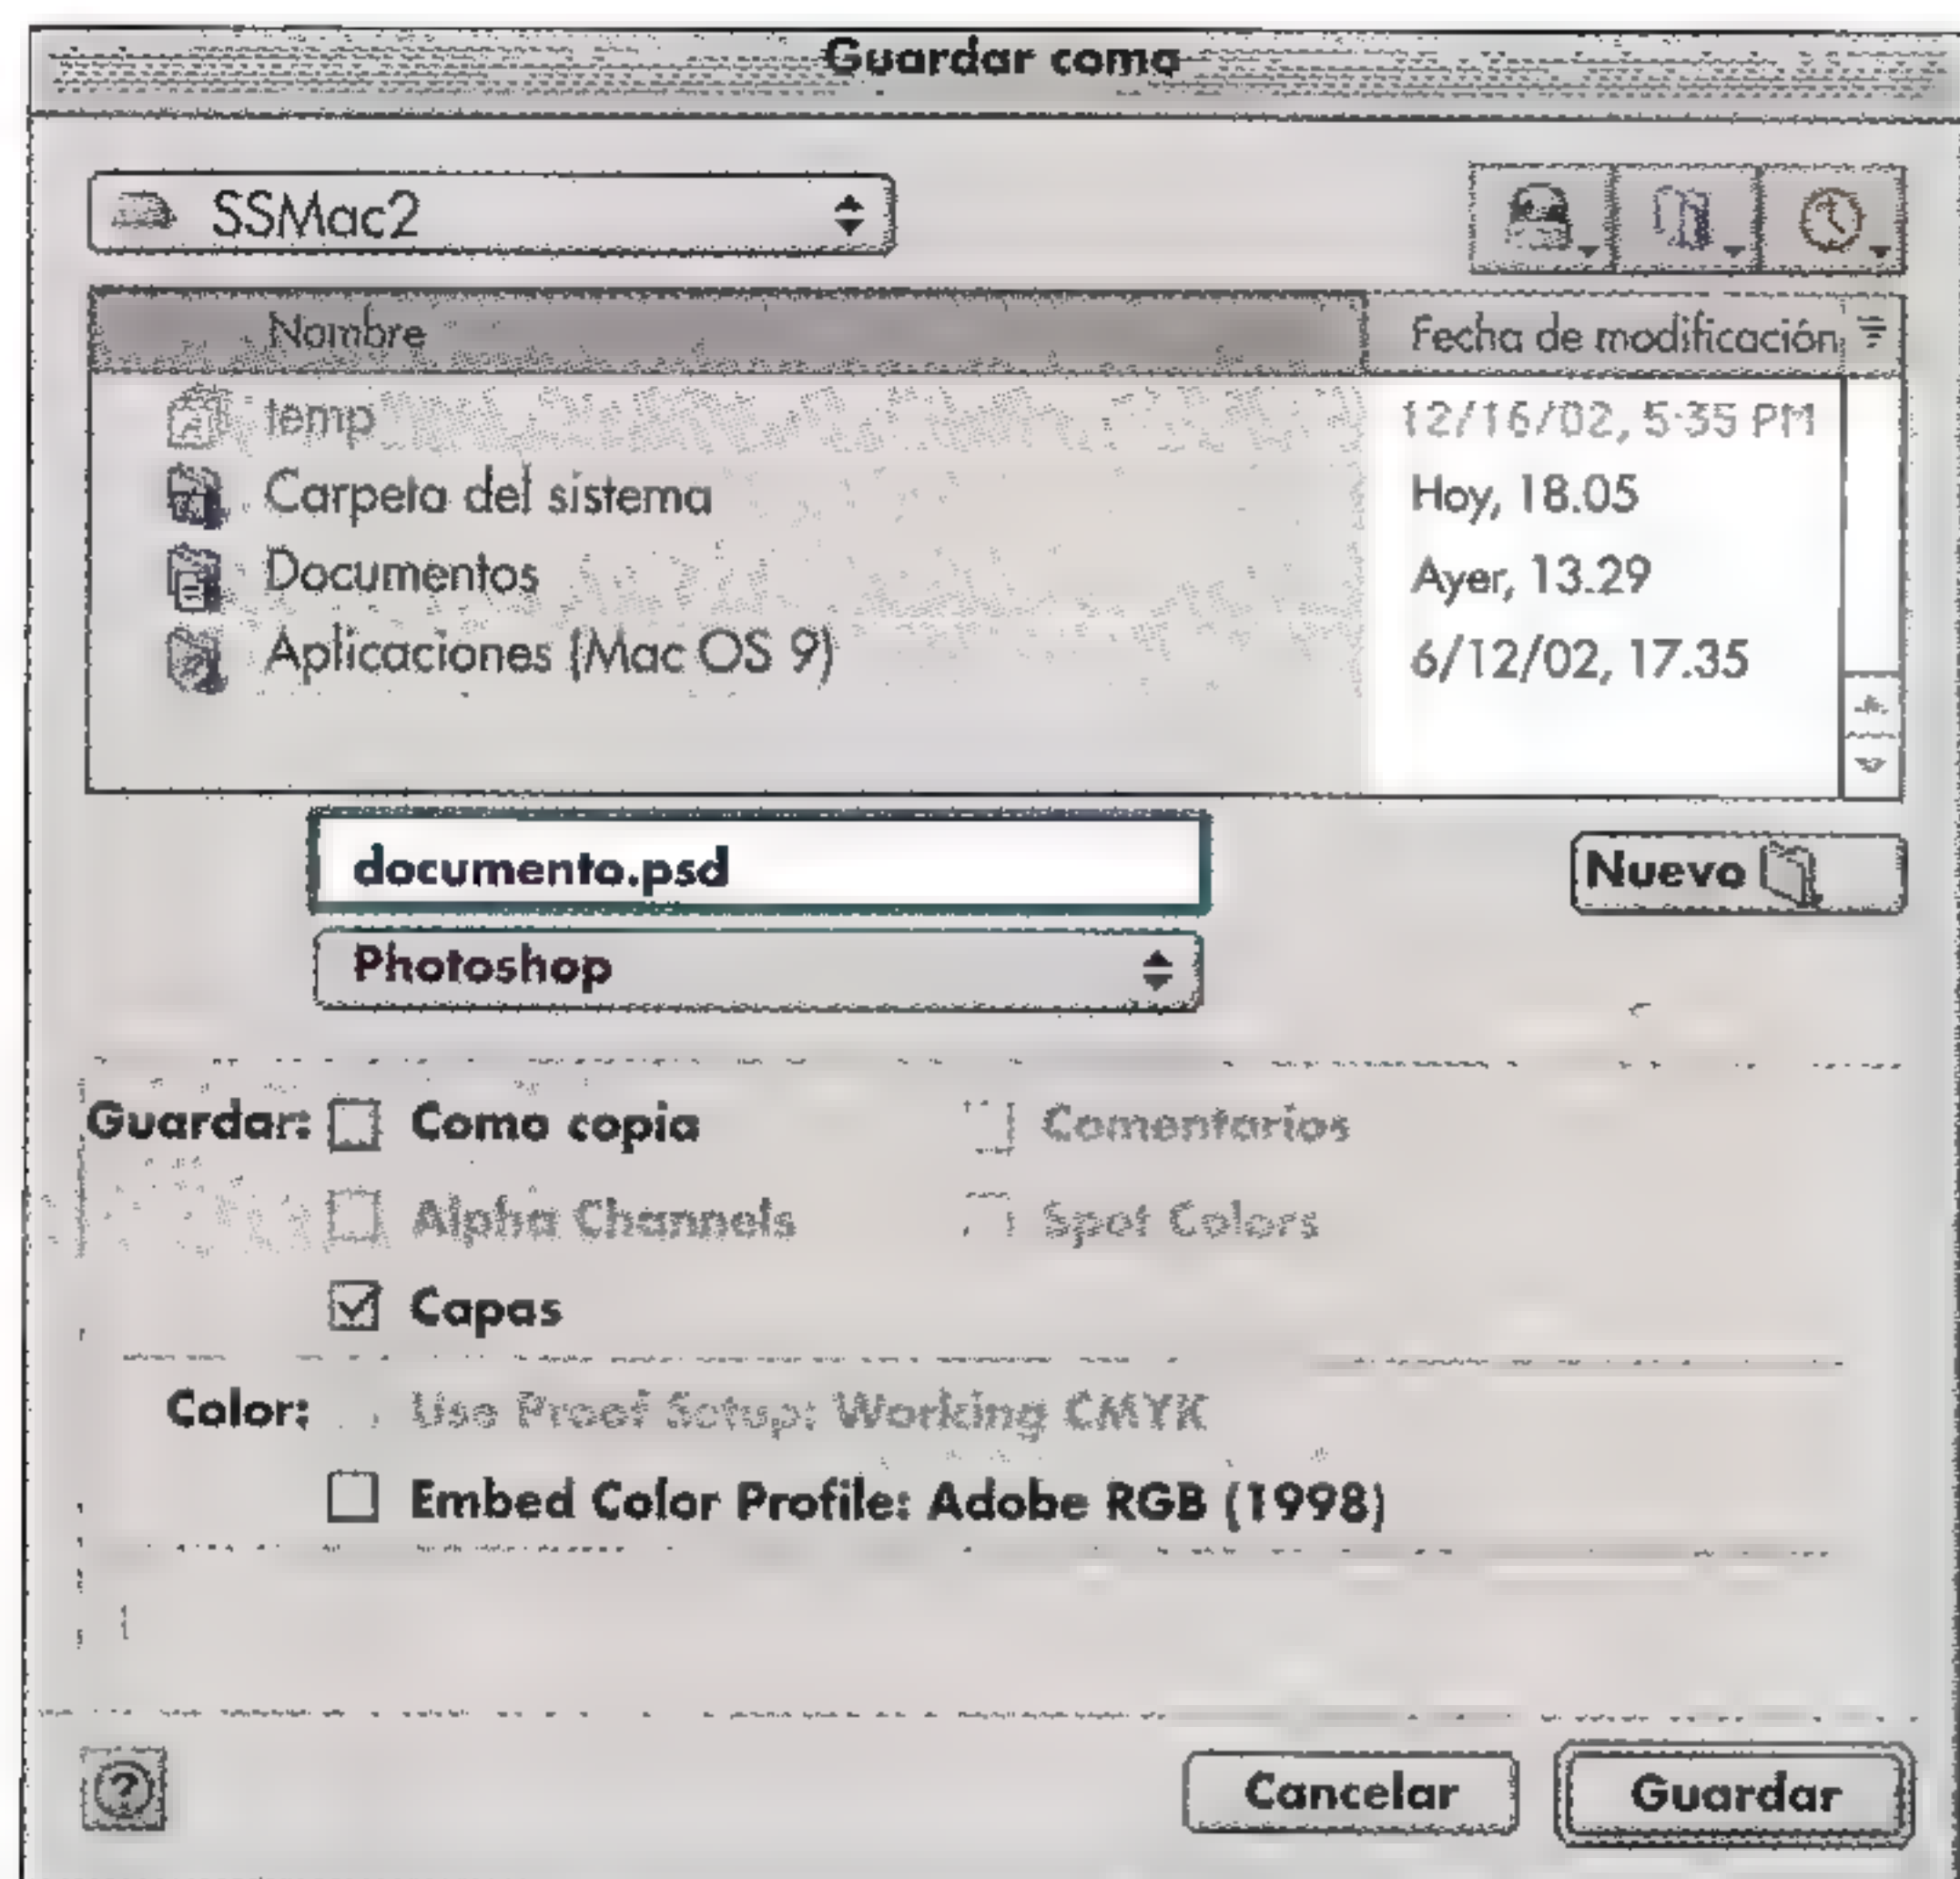 Guardar como
SSMac2
Nombre Fecha de modificación
temp 12/16/02, 5:35 PM
Carpeta del sistema Hoy, 18.05
Documentos Ayer, 13.29
Aplicaciones (Mac OS 9) 6/12/02, 17.35
documento.psd Nuevo
Photoshop
Guardar: Como copia Comentarios
Alpha Channels Spot Colors
Capas
Color: Use Proof Setup: Working CMYK
Embed Color Profile: Adobe RGB (1998)
? Cancelar Guardar